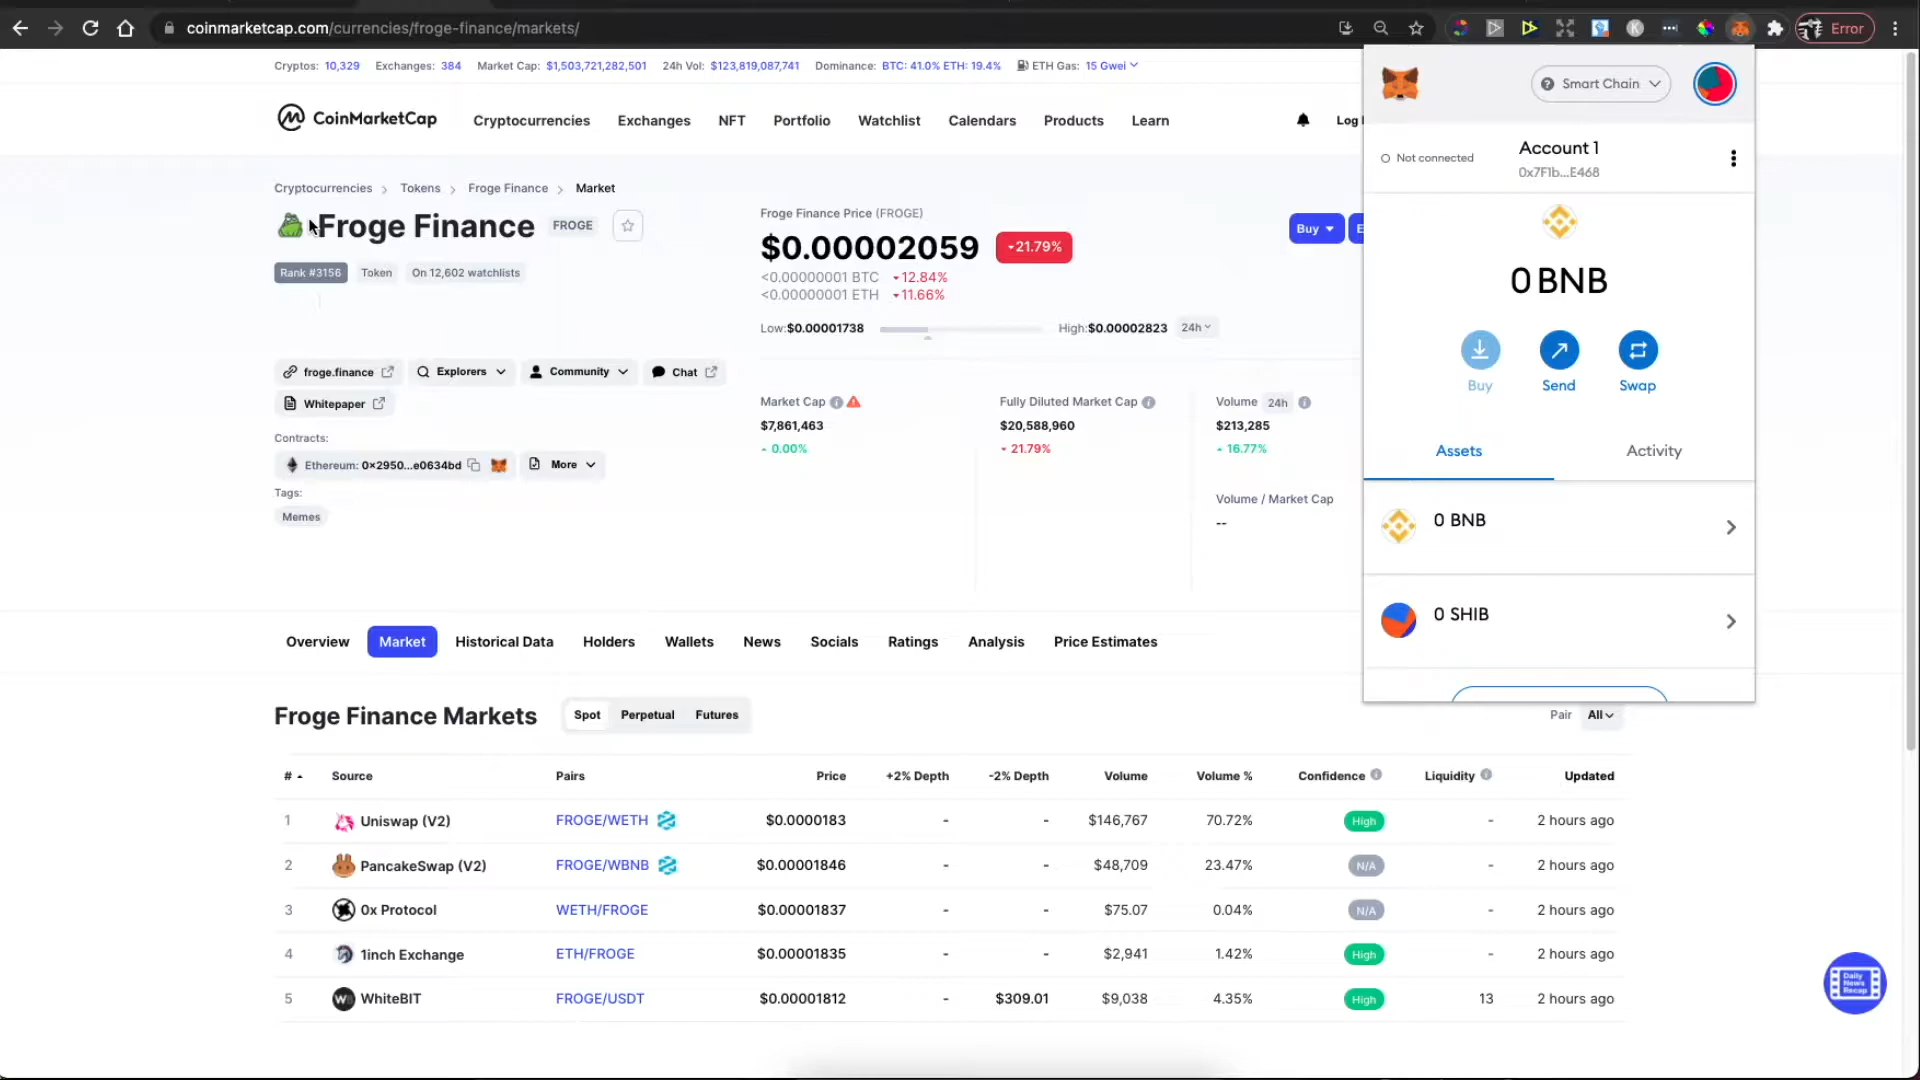 coinmarketcap.com/currencies/froge-finance/markets/
Error
Cryptos: 10,329 Exchanges: 384 Market Cap: $1,503,721,282,501 24h Vol: $123,819,087,741 Dominance: BTC: 41.0% ETH: 19.4% ETH Gas: 15 Gwei
CoinMarketCap Cryptocurrencies Exchanges NFT Portfolio Watchlist Calendars Products Learn Log
Cryptocurrencies Tokens Froge Finance Market
Froge Finance FROGE
Rank #3156 Token On 12,602 watchlists
froge.finance Explorers Community Chat
Whitepaper
Contracts:
Ethereum: 0×2950...e0634bd More
Tags:
Memes
Froge Finance Price (FROGE)
$0.00002059 21.79%
<0.00000001 BTC 12.84%
<0.00000001 ETH 11.66%
Low:$0.00001738 High:$0.00002823 24h
Buy
Market Cap
$7,861,463
0.00%
Fully Diluted Market Cap
$20,588,960
21.79%
Volume 24h
$213,285
16.77%
Volume / Market Cap
--
Smart Chain
Not connected
Account 1
0x7F1b...E468
0 BNB
Buy Send Swap
Assets Activity
0 BNB
0 SHIB
Overview Market Historical Data Holders Wallets News Socials Ratings Analysis Price Estimates
Froge Finance Markets Spot Perpetual Futures Pair All
# Source Pairs Price +2% Depth -2% Depth Volume Volume % Confidence Liquidity Updated
1 Uniswap (V2) FROGE/WETH $0.0000183 - - $146,767 70.72% High - 2 hours ago
2 PancakeSwap (V2) FROGE/WBNB $0.00001846 - - $48,709 23.47% N/A - 2 hours ago
3 0x Protocol WETH/FROGE $0.00001837 - - $75.07 0.04% N/A - 2 hours ago
4 1inch Exchange ETH/FROGE $0.00001835 - - $2,941 1.42% High - 2 hours ago
5 WhiteBIT FROGE/USDT $0.00001812 - $309.01 $9,038 4.35% High 13 2 hours ago
Daily
News
Recap